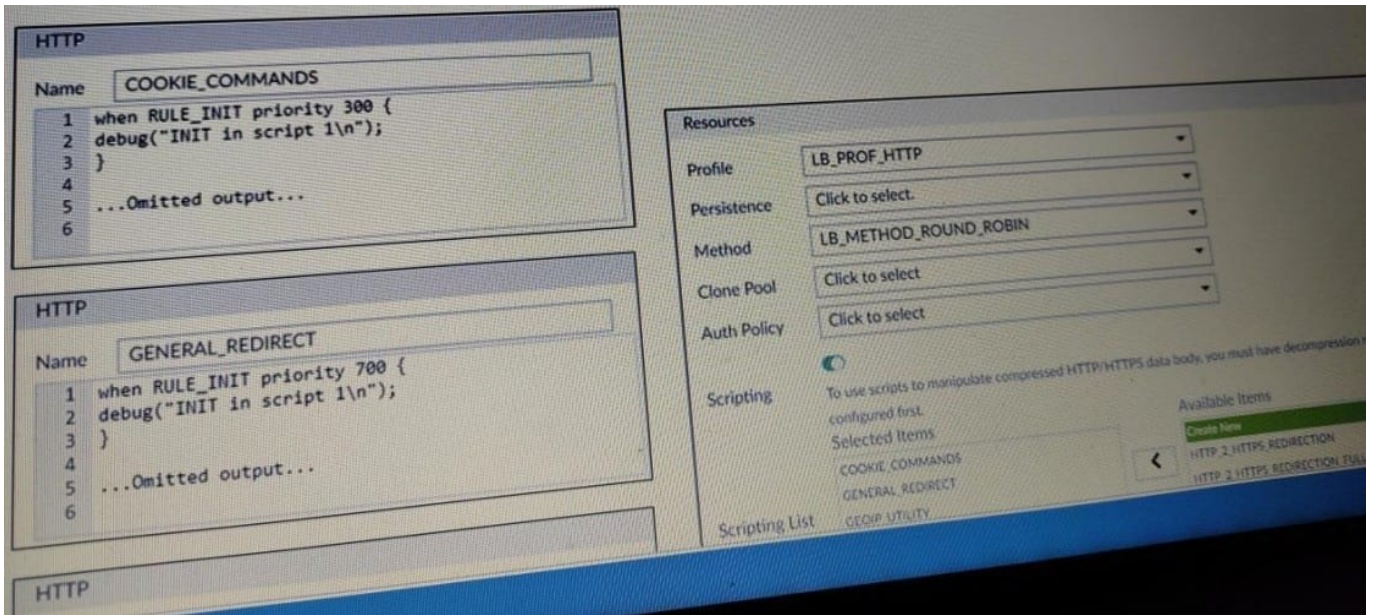 HTTP
Name COOKIE_COMMANDS
1 when RULE_INIT priority 300 {
2 debug("INIT in script 1\n");
3 }
4
5 ...Omitted output...
6
HTTP
Name GENERAL_REDIRECT
1 when RULE_INIT priority 700 {
2 debug("INIT in script 1\n");
3 }
4
5 ...Omitted output...
6
HTTP
Resources
Profile LB_PROF_HTTP
Persistence Click to select.
Method LB_METHOD_ROUND_ROBIN
Clone Pool Click to select
Auth Policy Click to select
Scripting
To use scripts to manipulate compressed HTTP/HTTPS data body, you must have decompression
configured first.
Selected Items
COOKIE_COMMANDS
GENERAL_REDIRECT
GEOIP_UTILITY
Available Items
Create New
HTTP_2_HTTPS_REDIRECTION
HTTP_2_HTTPS_REDIRECTION_FULL
Scripting List